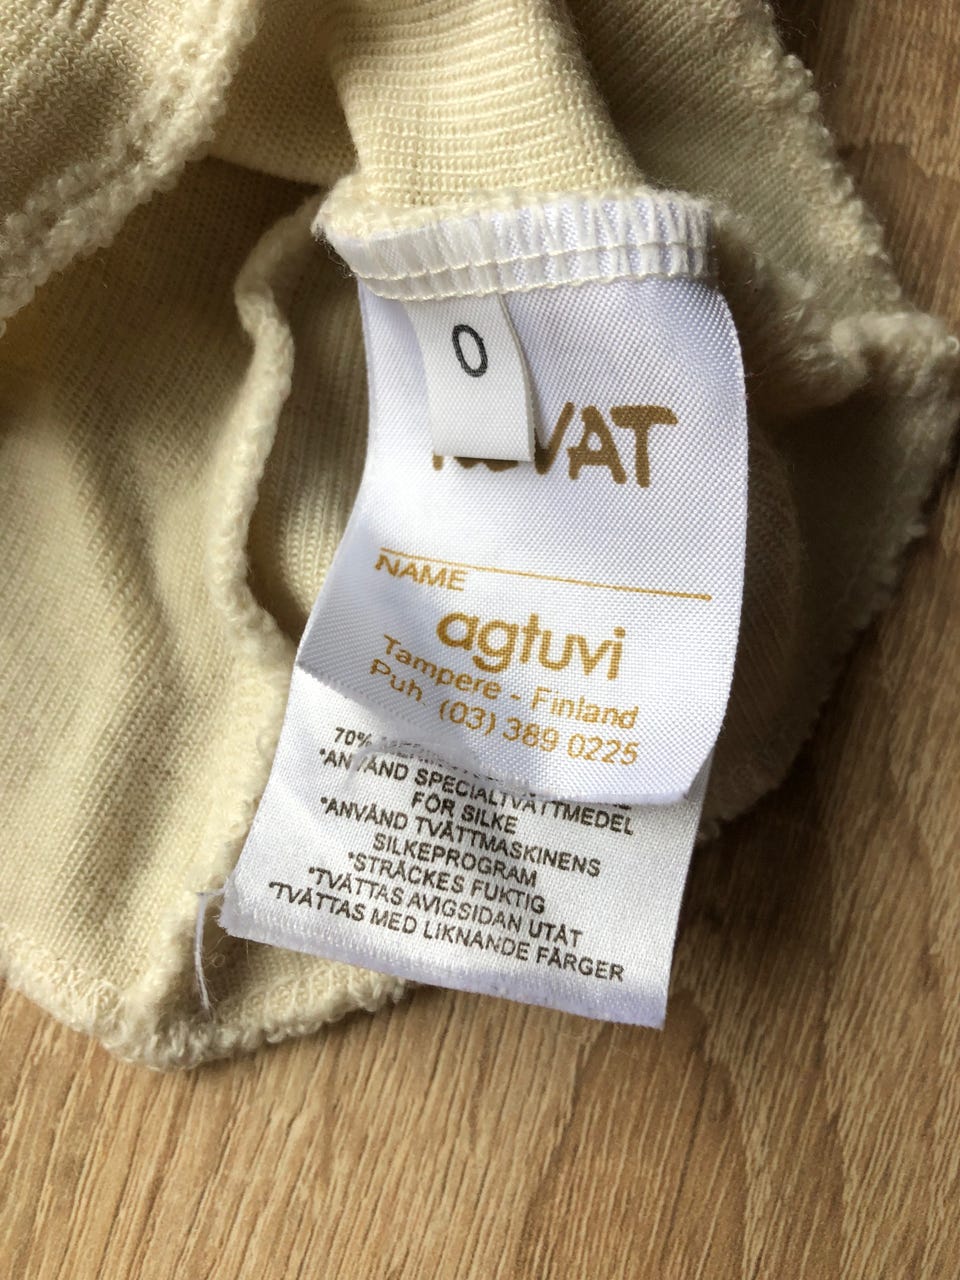 0
NAME
agtuvi
Tampere - Finland
Puh. (03) 389 0225
70%
*ANVÄND SPECIALTVÄTTMEDEL
FÖR SILKE
*ANVÄND TVÄTTMASKINENS
SILKEPROGRAM
*STRÄCKES FUKTIG
*TVÄTTAS AVIGSIDAN UTÅT
*TVÄTTAS MED LIKNANDE FÄRGER